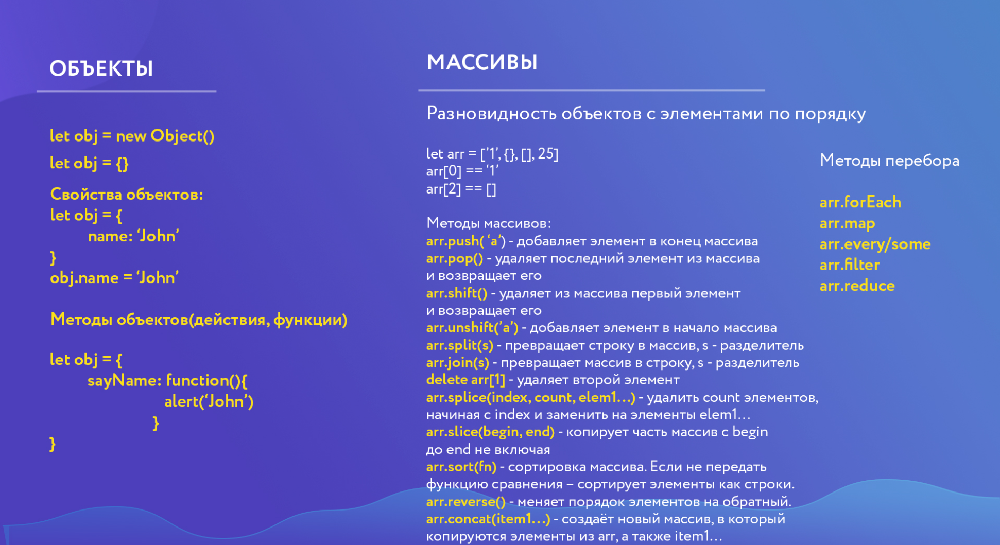 ОБЪЕКТЫ
let obj = new Object()
let obj = {}
Свойства объектов:
let obj = {
name: ‘John’
}
obj.name = ‘John’
Методы объектов(действия, функции)
let obj = {
sayName: function(){
alert(‘John’)
}
}
МАССИВЫ
Разновидность объектов с элементами по порядку
let arr = [’1’, {}, [], 25]
arr[0] == ‘1’
arr[2] == []
Методы массивов:
arr.push( ‘a’) - добавляет элемент в конец массива
arr.pop() - удаляет последний элемент из массива
и возвращает его
arr.shift() - удаляет из массива первый элемент
и возвращает его
arr.unshift(’a’) - добавляет элемент в начало массива
arr.split(s) - превращает строку в массив, s - разделитель
arr.join(s) - превращает массив в строку, s - разделитель
delete arr[1] - удаляет второй элемент
arr.splice(index, count, elem1…) - удалить count элементов,
начиная с index и заменить на элементы elem1…
arr.slice(begin, end) - копирует часть массив с begin
до end не включая
arr.sort(fn) - сортировка массива. Если не передать
функцию сравнения – сортирует элементы как строки.
arr.reverse() - меняет порядок элементов на обратный.
arr.concat(item1…) - создаёт новый массив, в который
копируются элементы из arr, а также item1…
Методы перебора
arr.forEach
arr.map
arr.every/some
arr.filter
arr.reduce